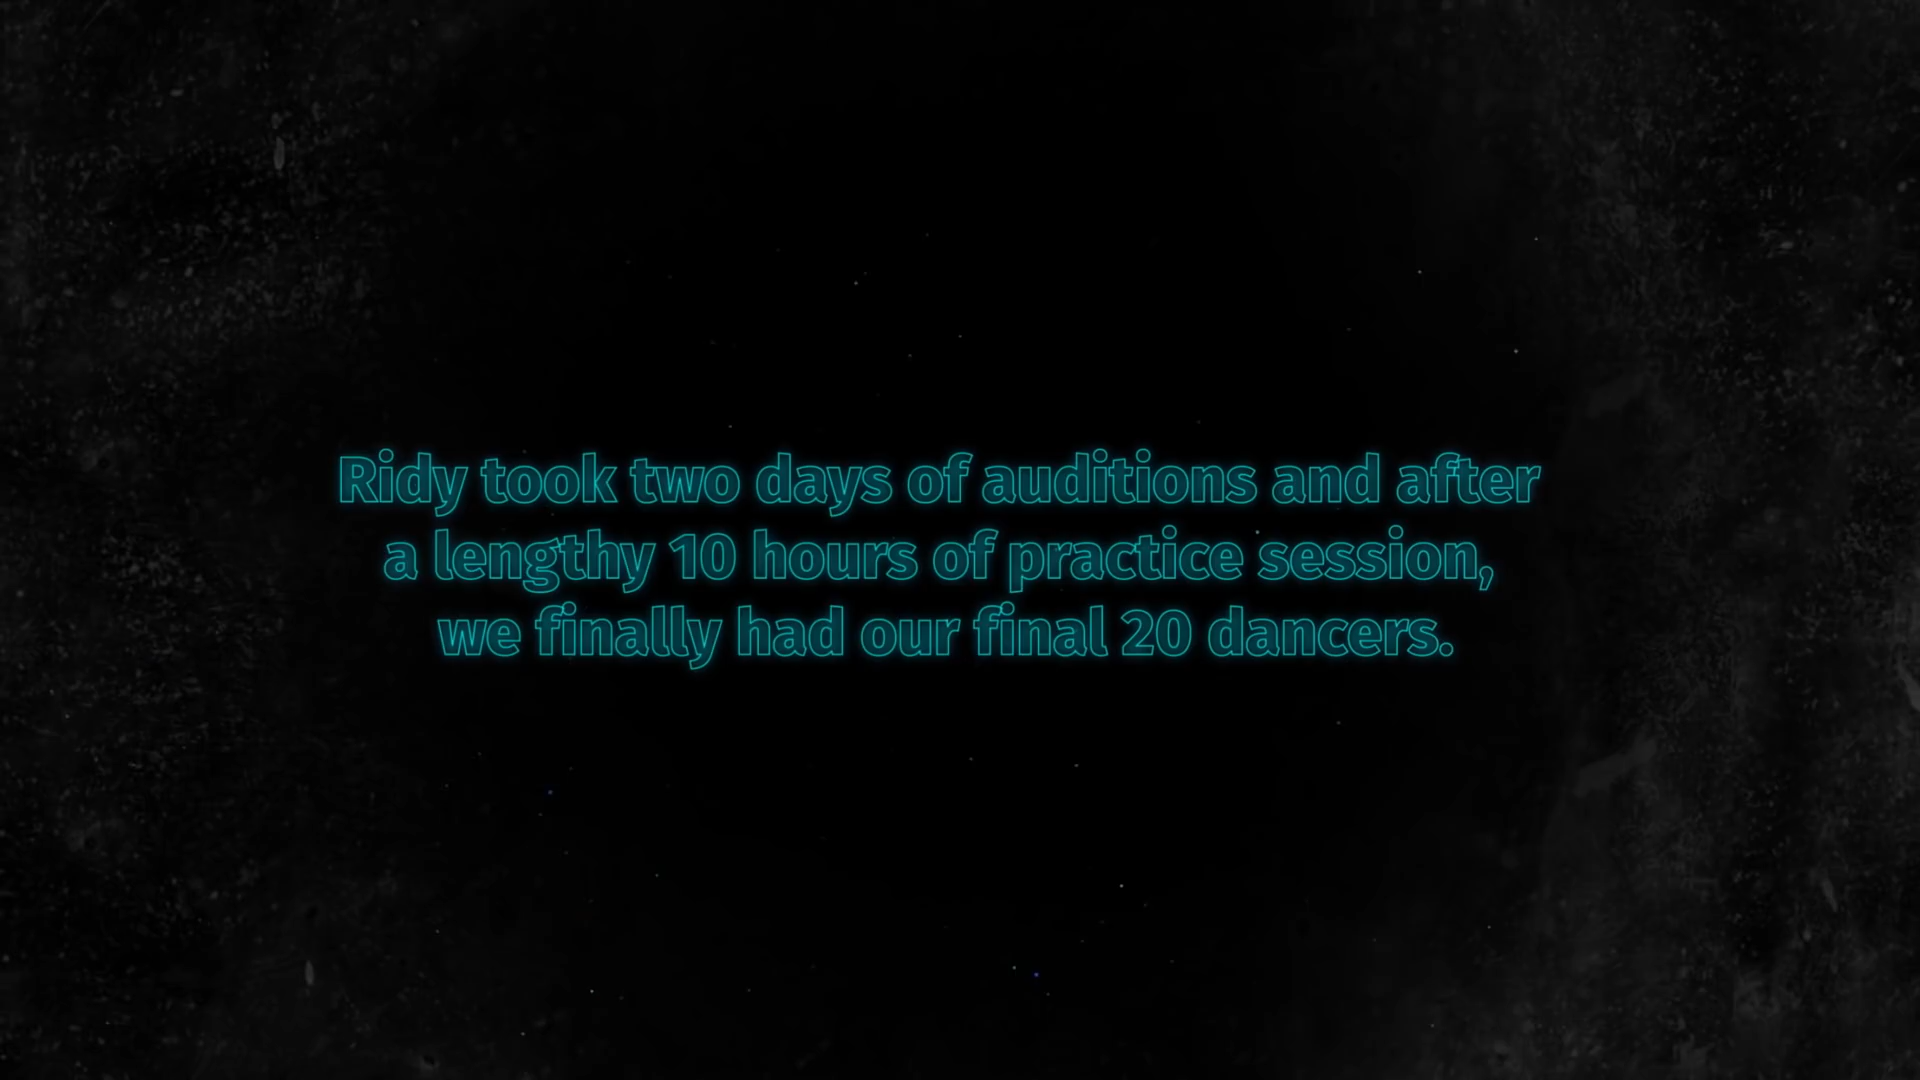 Ridy took two days of auditions and after
a lengthy 10 hours of practice session,
we finally had our final 20 dancers.